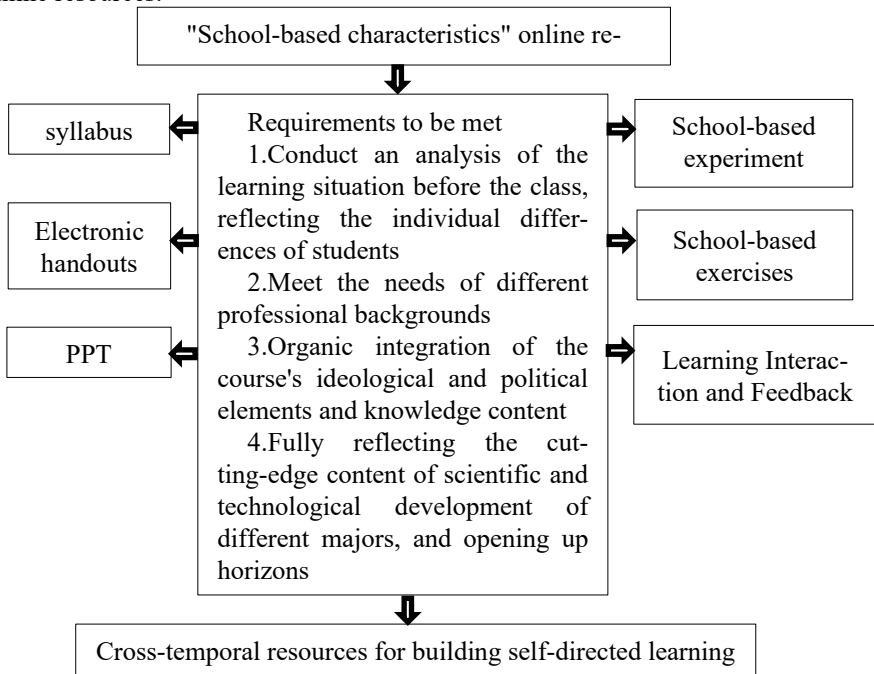 "School-based characteristics" online re-
syllabus
Electronic
handouts
PPT
Requirements to be met
1.Conduct an analysis of the
learning situation before the class,
reflecting the individual differ-
ences of students
2.Meet the needs of different
professional backgrounds
3.Organic integration of the
course's ideological and political
elements and knowledge content
4.Fully reflecting the cut-
ting-edge content of scientific and
technological development of
different majors, and opening up
horizons
School-based
experiment
School-based
exercises
Learning Interac-
tion and Feedback
Cross-temporal resources for building self-directed learning